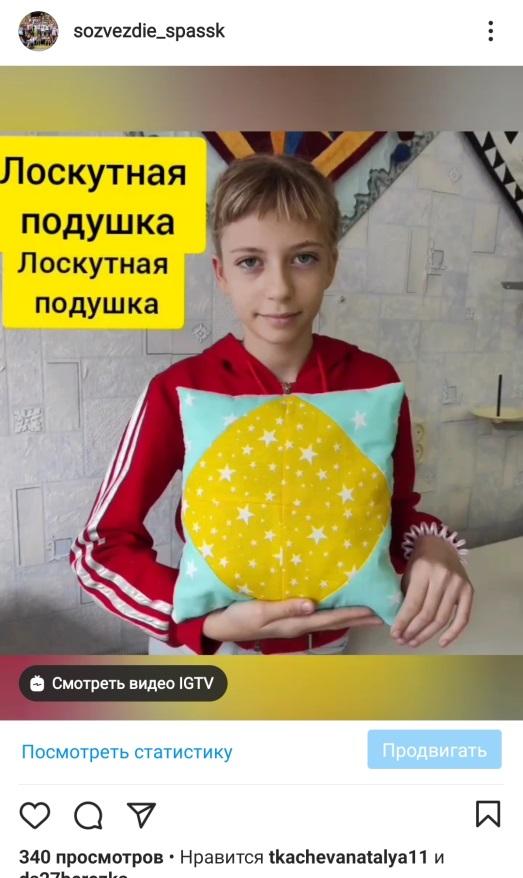 sozvezdie_spassk
Лоскутная
подушка
Лоскутная
подушка
Смотреть видео IGTV
Посмотреть статистику
Продвигать
340 просмотров • Нравится tkachevanatalya11 и